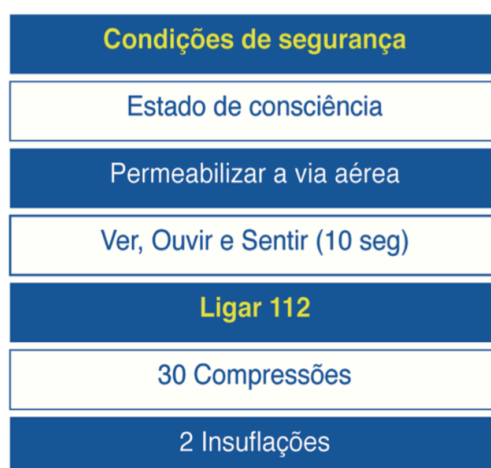 Condições de segurança
Estado de consciência
Permeabilizar a via aérea
Ver, Ouvir e Sentir (10 seg)
Ligar 112
30 Compressões
2 Insuflações